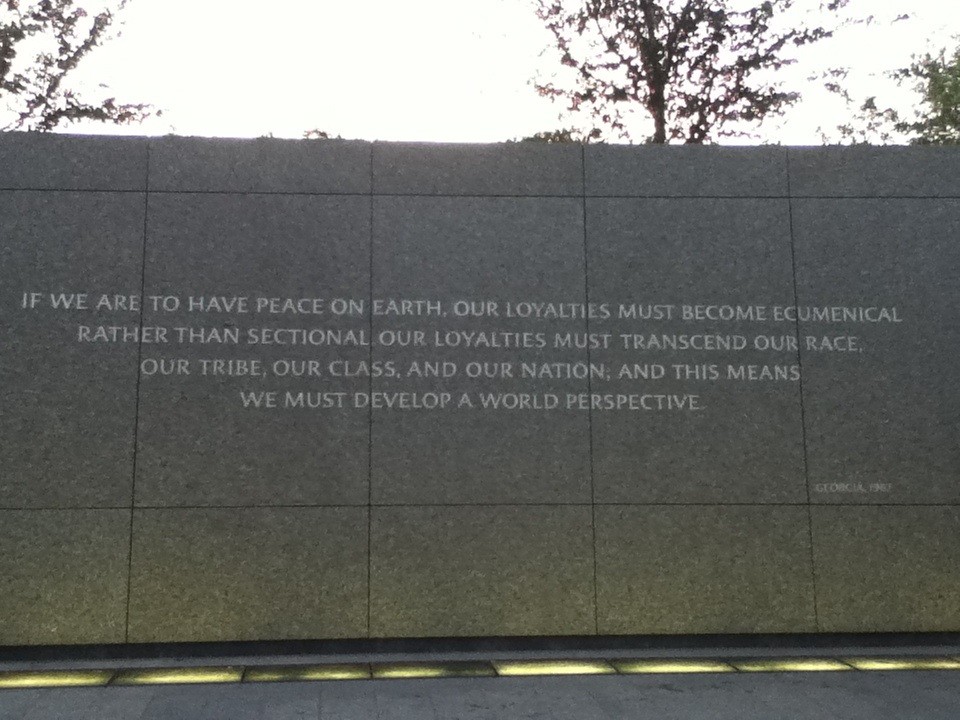 IF WE ARE TO HAVE PEACE ON EARTH, OUR LOYALTIES MUST BECOME ECUMENICAL
RATHER THAN SECTIONAL. OUR LOYALTIES MUST TRANSCEND OUR RACE,
OUR TRIBE, OUR CLASS, AND OUR NATION; AND THIS MEANS
WE MUST DEVELOP A WORLD PERSPECTIVE.
GEORGIA, 1967